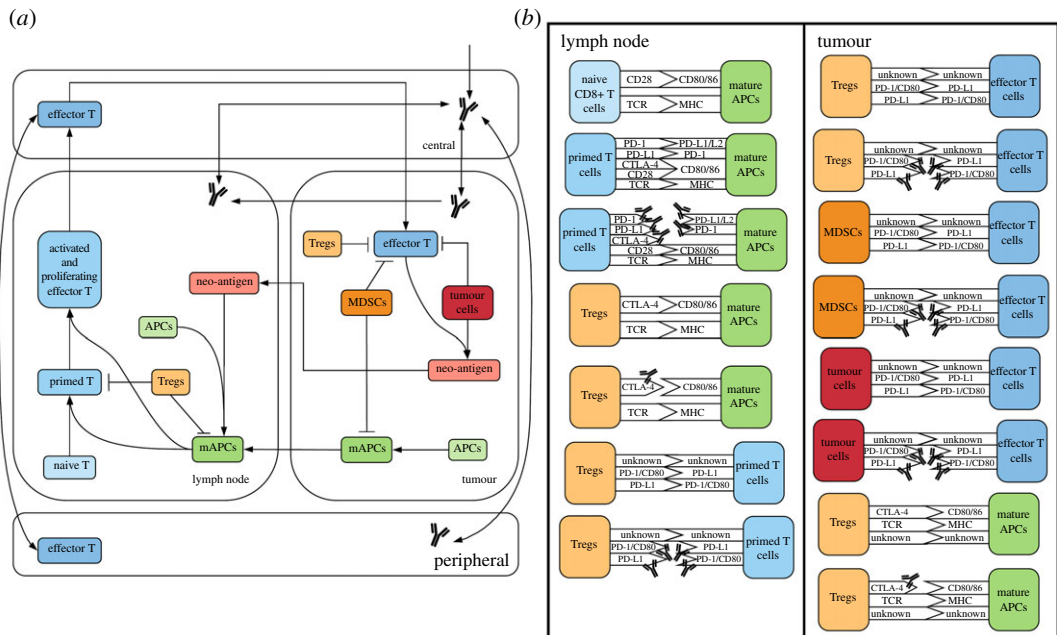 (a)
effector T
central
Tregs
effector T
activated
and
proliferating
effector T
neo-antigen
MDSCs
tumour
cells
APCs
neo-antigen
primed T
Tregs
mAPCs
mAPCs
APCs
naive T
lymph node
tumour
effector T
peripheral
(b)
lymph node
naive
CD8+ T
cells
CD28
CD80/86
TCR
MHC
mature
APCs
primed T
cells
PD-1
PD-L1/L2
PD-L1
PD-1
CTLA-4
CD80/86
CD28
TCR
MHC
mature
APCs
primed T
cells
PD-1
PD-L1/L2
PD-L1
PD-1
CTLA-4
CD28
CD80/86
TCR
MHC
mature
APCs
Tregs
CTLA-4
CD80/86
TCR
MHC
mature
APCs
Tregs
CTLA-4
CD80/86
TCR
MHC
mature
APCs
Tregs
unknown
unknown
PD-1/CD80
PD-L1
PD-L1
PD-1/CD80
primed T
cells
Tregs
unknown
unknown
PD-1/CD80
PD-L1
PD-L1
PD-1/CD80
primed T
cells
tumour
Tregs
unknown
unknown
PD-1/CD80
PD-L1
PD-L1
PD-1/CD80
effector T
cells
Tregs
unknown
unknown
PD-1/CD80
PD-L1
PD-L1
PD-1/CD80
effector T
cells
MDSCs
unknown
unknown
PD-1/CD80
PD-L1
PD-L1
PD-1/CD80
effector T
cells
MDSCs
unknown
unknown
PD-1/CD80
PD-L1
PD-L1
PD-1/CD80
effector T
cells
tumour
cells
unknown
unknown
PD-1/CD80
PD-L1
PD-L1
PD-1/CD80
effector T
cells
tumour
cells
unknown
unknown
PD-1/CD80
PD-L1
PD-L1
PD-1/CD80
effector T
cells
Tregs
CTLA-4
CD80/86
TCR
MHC
unknown
unknown
mature
APCs
Tregs
CTLA-4
CD80/86
TCR
MHC
unknown
unknown
mature
APCs